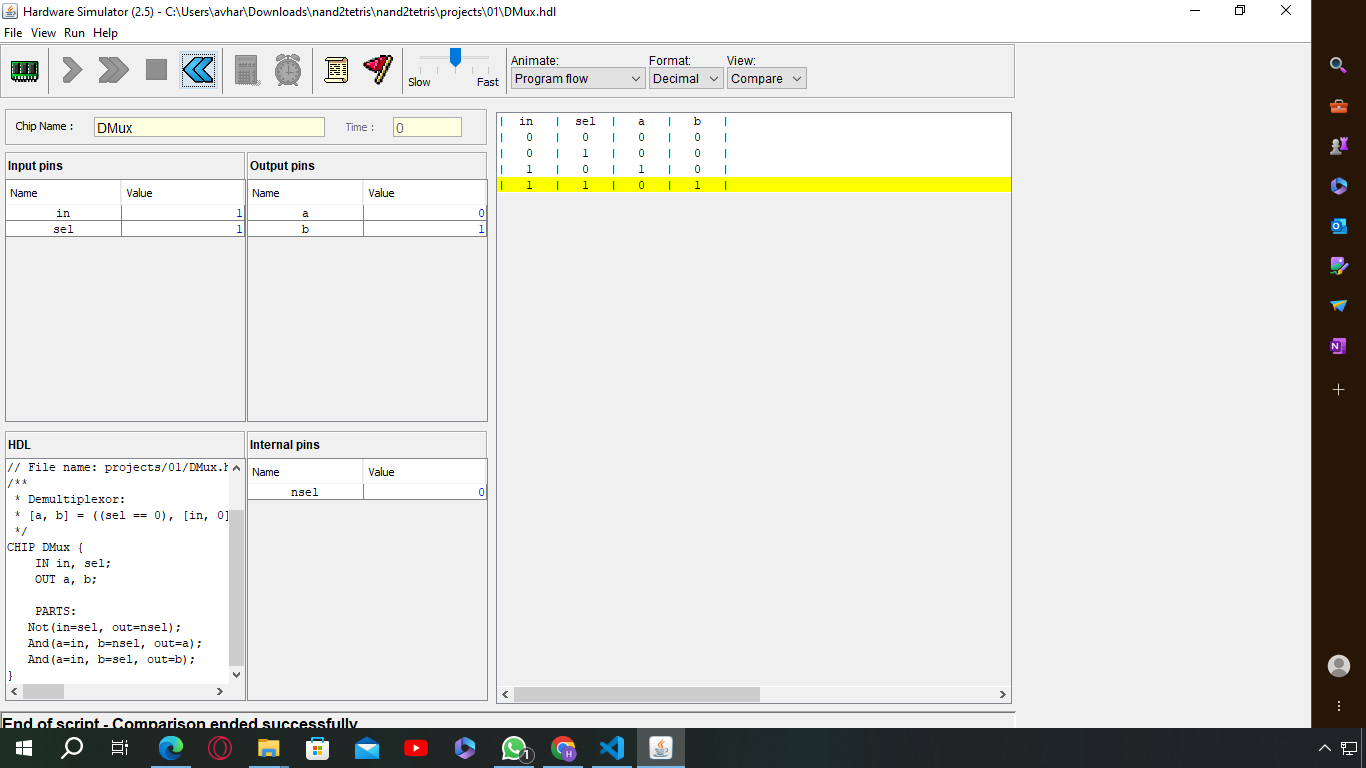 Hardware Simulator (2.5) - C:\Users\avhar\Downloads\nand2tetris\nand2tetris\projects\01\DMux.hdl
File View Run Help
Slow Fast
Animate: Format: View:
Program flow Decimal Compare
Chip Name : DMux Time : 0
Input pins
Name Value
in 1
sel 1
Output pins
Name Value
a 0
b 1
HDL
// File name: projects/01/DMux.h
/**
* Demultiplexor:
* [a, b] = ((sel == 0), [in, 0]
*/
CHIP DMux {
IN in, sel;
OUT a, b;
PARTS:
Not(in=sel, out=nsel);
And(a=in, b=nsel, out=a);
And(a=in, b=sel, out=b);
}
Internal pins
Name Value
nsel 0
| in | sel | a | b |
| 0 | 0 | 0 | 0 |
| 0 | 1 | 0 | 0 |
| 1 | 0 | 1 | 0 |
| 1 | 1 | 0 | 1 |
End of script - Comparison ended successfully
1
H